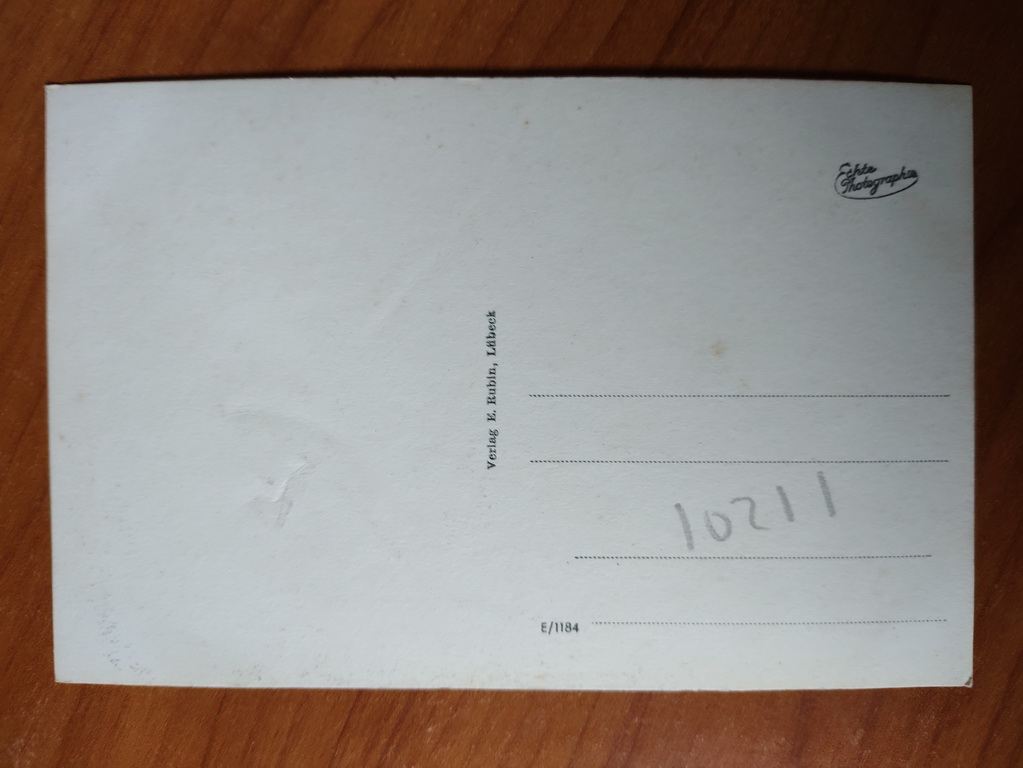 Echte
Photographie
Verlag E. Rubin, Lübeck
10211
E/1184